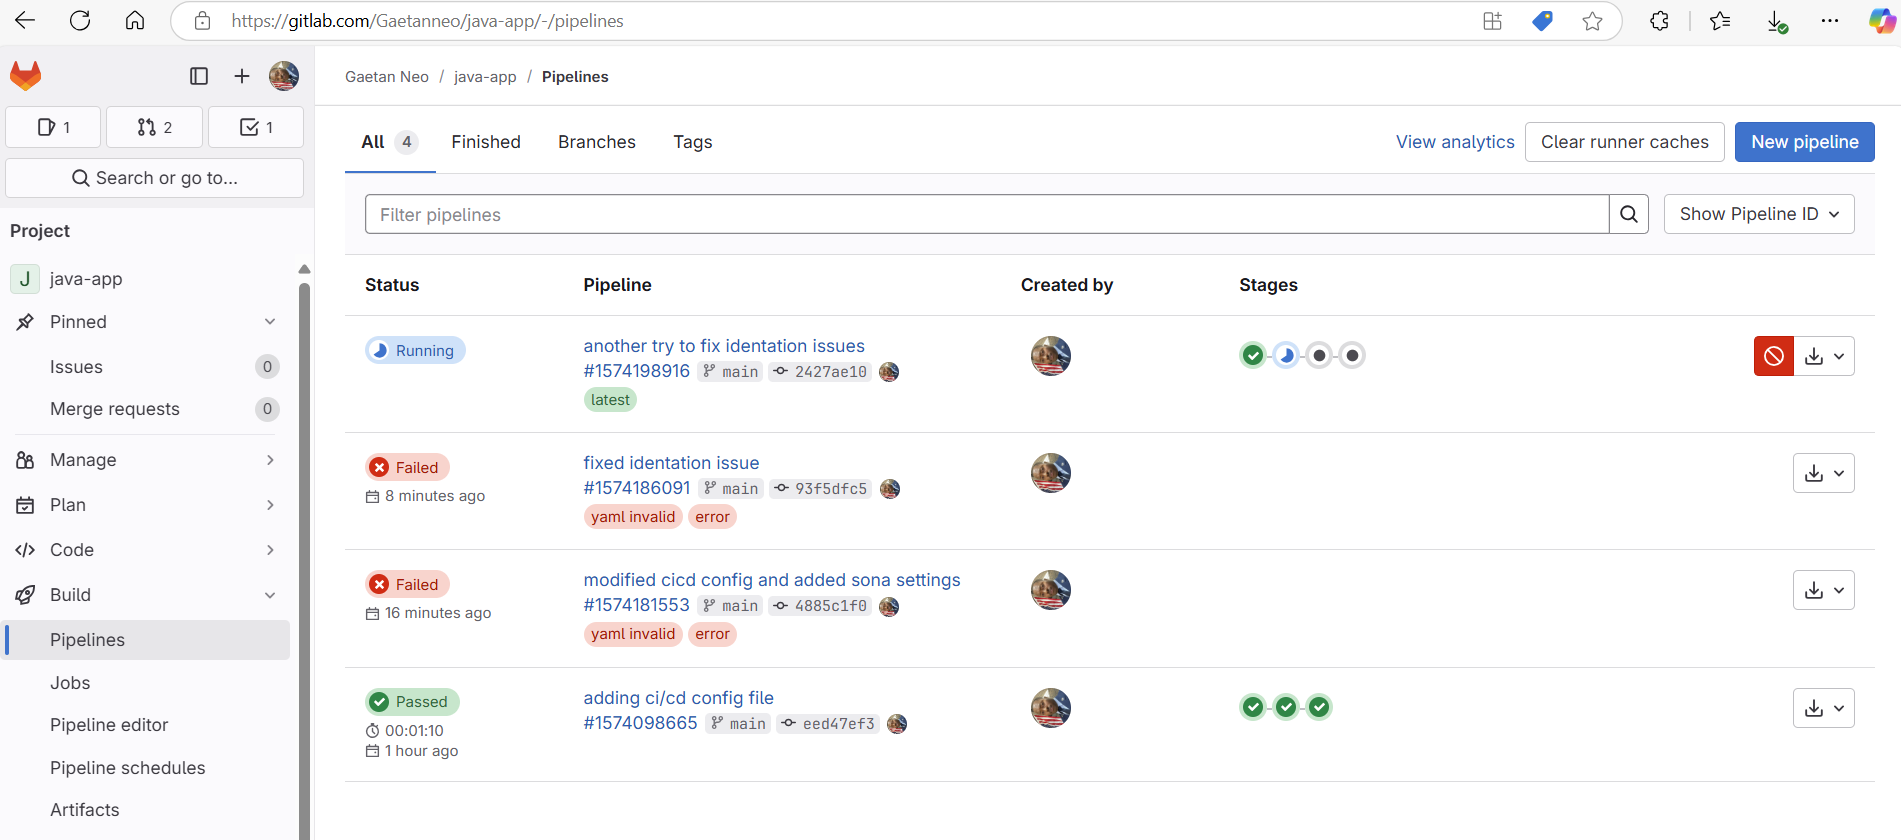 https://gitlab.com/Gaetanneo/java-app/-/pipelines
1
2
1
Search or go to...
Project
J java-app
Pinned
Issues 0
Merge requests 0
Manage
Plan
Code
Build
Pipelines
Jobs
Pipeline editor
Pipeline schedules
Artifacts
Gaetan Neo / java-app / Pipelines
All 4 Finished Branches Tags
View analytics Clear runner caches New pipeline
Filter pipelines Show Pipeline ID
Status Pipeline Created by Stages
Running
another try to fix identation issues
#1574198916 main 2427ae10
latest
Failed
8 minutes ago
fixed identation issue
#1574186091 main 93f5dfc5
yaml invalid error
Failed
16 minutes ago
modified cicd config and added sona settings
#1574181553 main 4885c1f0
yaml invalid error
Passed
00:01:10
1 hour ago
adding ci/cd config file
#1574098665 main eed47ef3